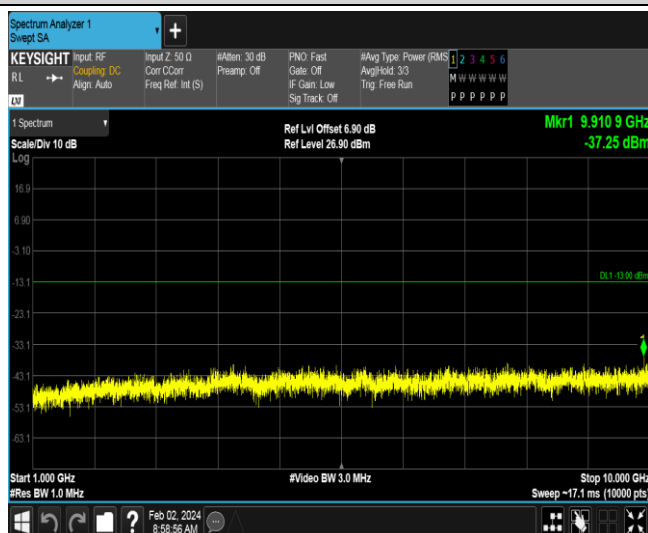 Spectrum Analyzer 1
Swept SA
+
KEYSIGHT Input: RF Input Z: 50 Ω #Atten: 30 dB PNO: Fast #Avg Type: Power (RMS 1 2 3 4 5 6
RL Coupling: DC Corr CCorr Preamp: Off Gate: Off Avg|Hold: 3/3 M W W W W W
Align: Auto Freq Ref: Int (S) IF Gain: Low Trig: Free Run
Sig Track: Off P P P P P P
LXI
1 Spectrum Ref Lvl Offset 6.90 dB Mkr1 9.910 9 GHz
Scale/Div 10 dB Ref Level 26.90 dBm -37.25 dBm
Log
16.9
6.90
-3.10
DL1 -13.00 dBm
-13.1
-23.1
-33.1
1
-43.1
-53.1
-63.1
Start 1.000 GHz #Video BW 3.0 MHz Stop 10.000 GHz
#Res BW 1.0 MHz Sweep ~17.1 ms (10000 pts)
? Feb 02, 2024
8:58:56 AM